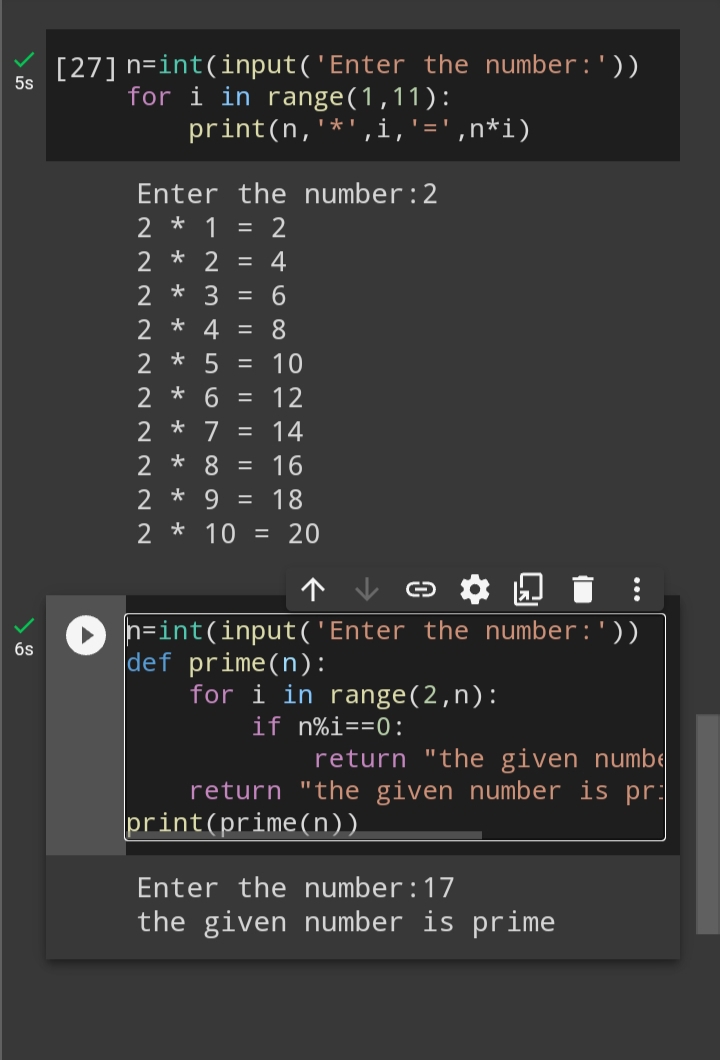 [27] n=int(input('Enter the number:'))
for i in range(1,11):
    print(n,'*',i,'=',n*i)
5s
Enter the number:2
2 * 1 = 2
2 * 2 = 4
2 * 3 = 6
2 * 4 = 8
2 * 5 = 10
2 * 6 = 12
2 * 7 = 14
2 * 8 = 16
2 * 9 = 18
2 * 10 = 20
6s
n=int(input('Enter the number:'))
def prime(n):
    for i in range(2,n):
        if n%i==0:
            return "the given
    return "the given number is
print(prime(n))
Enter the number:17
the given number is prime